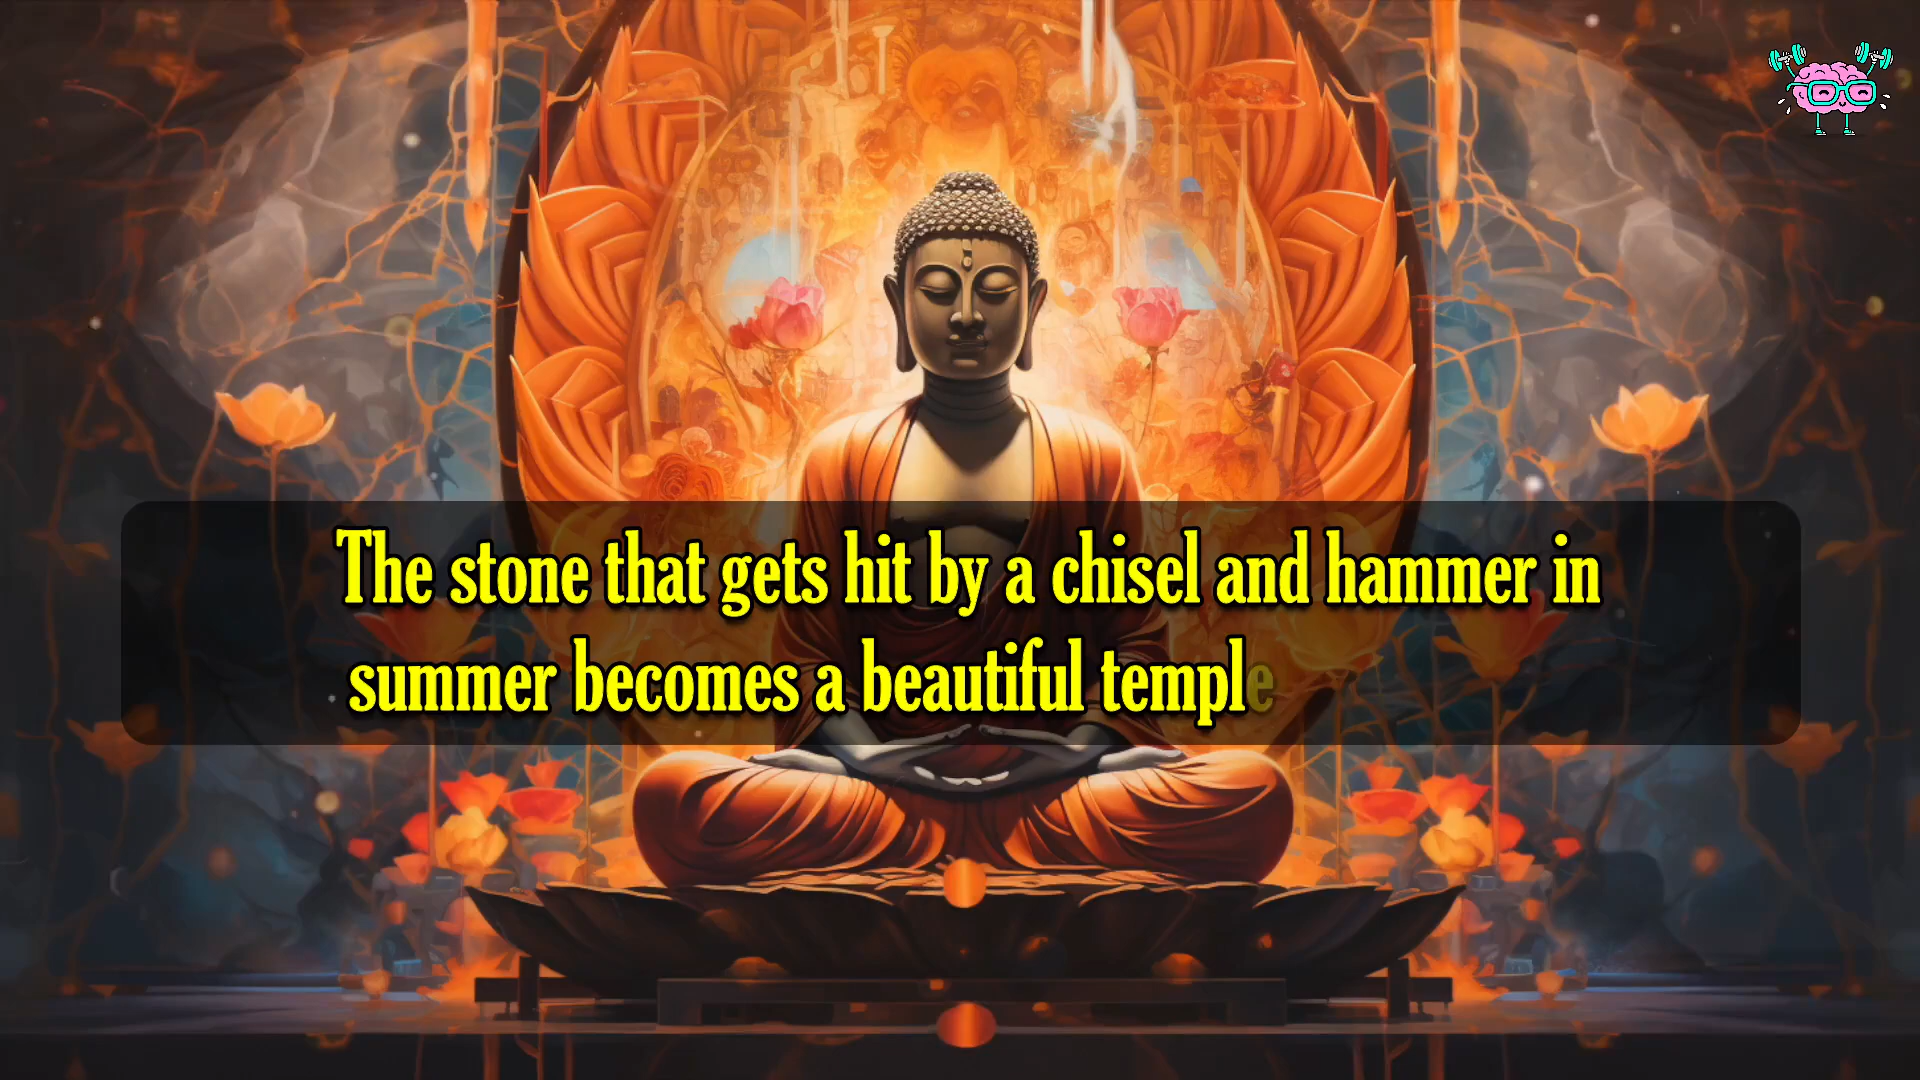 The stone that gets hit by a chisel and hammer in
summer becomes a beautiful temple